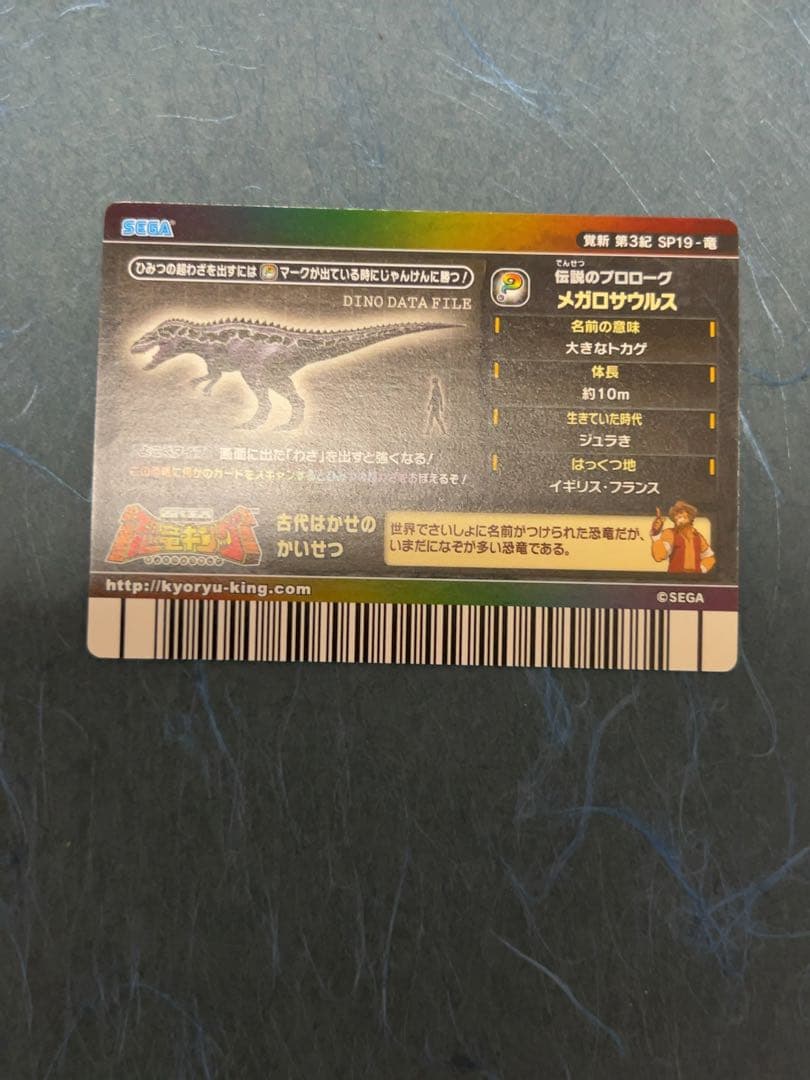 SEGA
覚新 第3紀 SP19-竜
ひみつの超わざを出すには マークが出ている時にじゃんけんに勝つ!
DINO DATA FILE
でんせつ
伝説のプロローグ
メガロサウルス
名前の意味
大きなトカゲ
体長
約10m
生きていた時代
ジュラき
はっくつ地
イギリス・フランス
画面に出た「わざ」を出すと強くなる!
恐竜キング
古代はかせの
かいせつ
世界でさいしょに名前がつけられた恐竜だが、
いまだになぞが多い恐竜である。
http://kyoryu-king.com
©SEGA